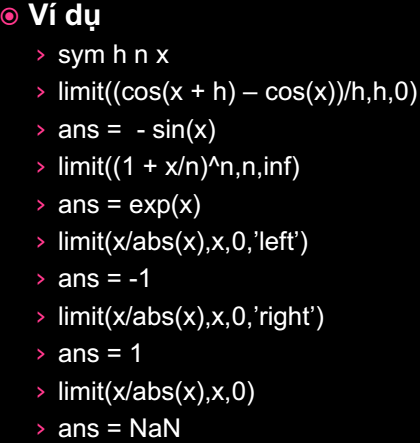 Ví dụ
› sym h n x
› limit((cos(x + h) – cos(x))/h,h,0)
› ans = - sin(x)
› limit((1 + x/n)^n,n,inf)
› ans = exp(x)
› limit(x/abs(x),x,0,’left’)
› ans = -1
› limit(x/abs(x),x,0,’right’)
› ans = 1
› limit(x/abs(x),x,0)
› ans = NaN